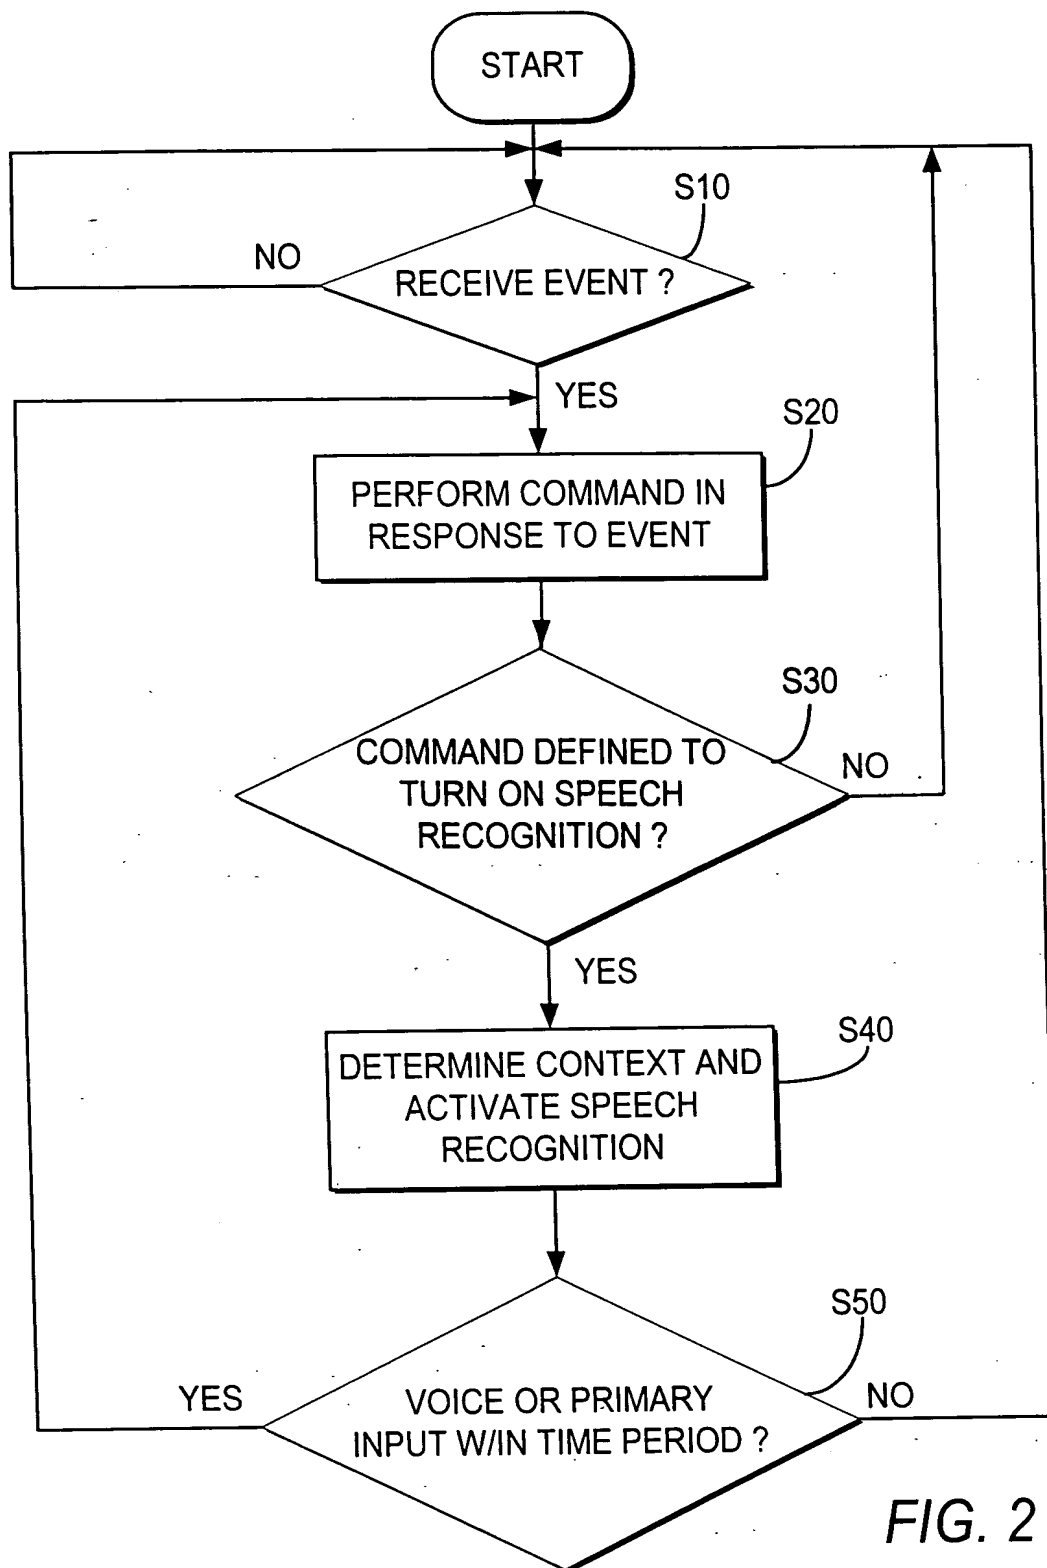 START
S10
NO
RECEIVE EVENT ?
YES
S20
PERFORM COMMAND IN
RESPONSE TO EVENT
S30
COMMAND DEFINED TO
TURN ON SPEECH
RECOGNITION ?
NO
YES
S40
DETERMINE CONTEXT AND
ACTIVATE SPEECH
RECOGNITION
S50
YES
NO
VOICE OR PRIMARY
INPUT W/IN TIME PERIOD ?
FIG. 2